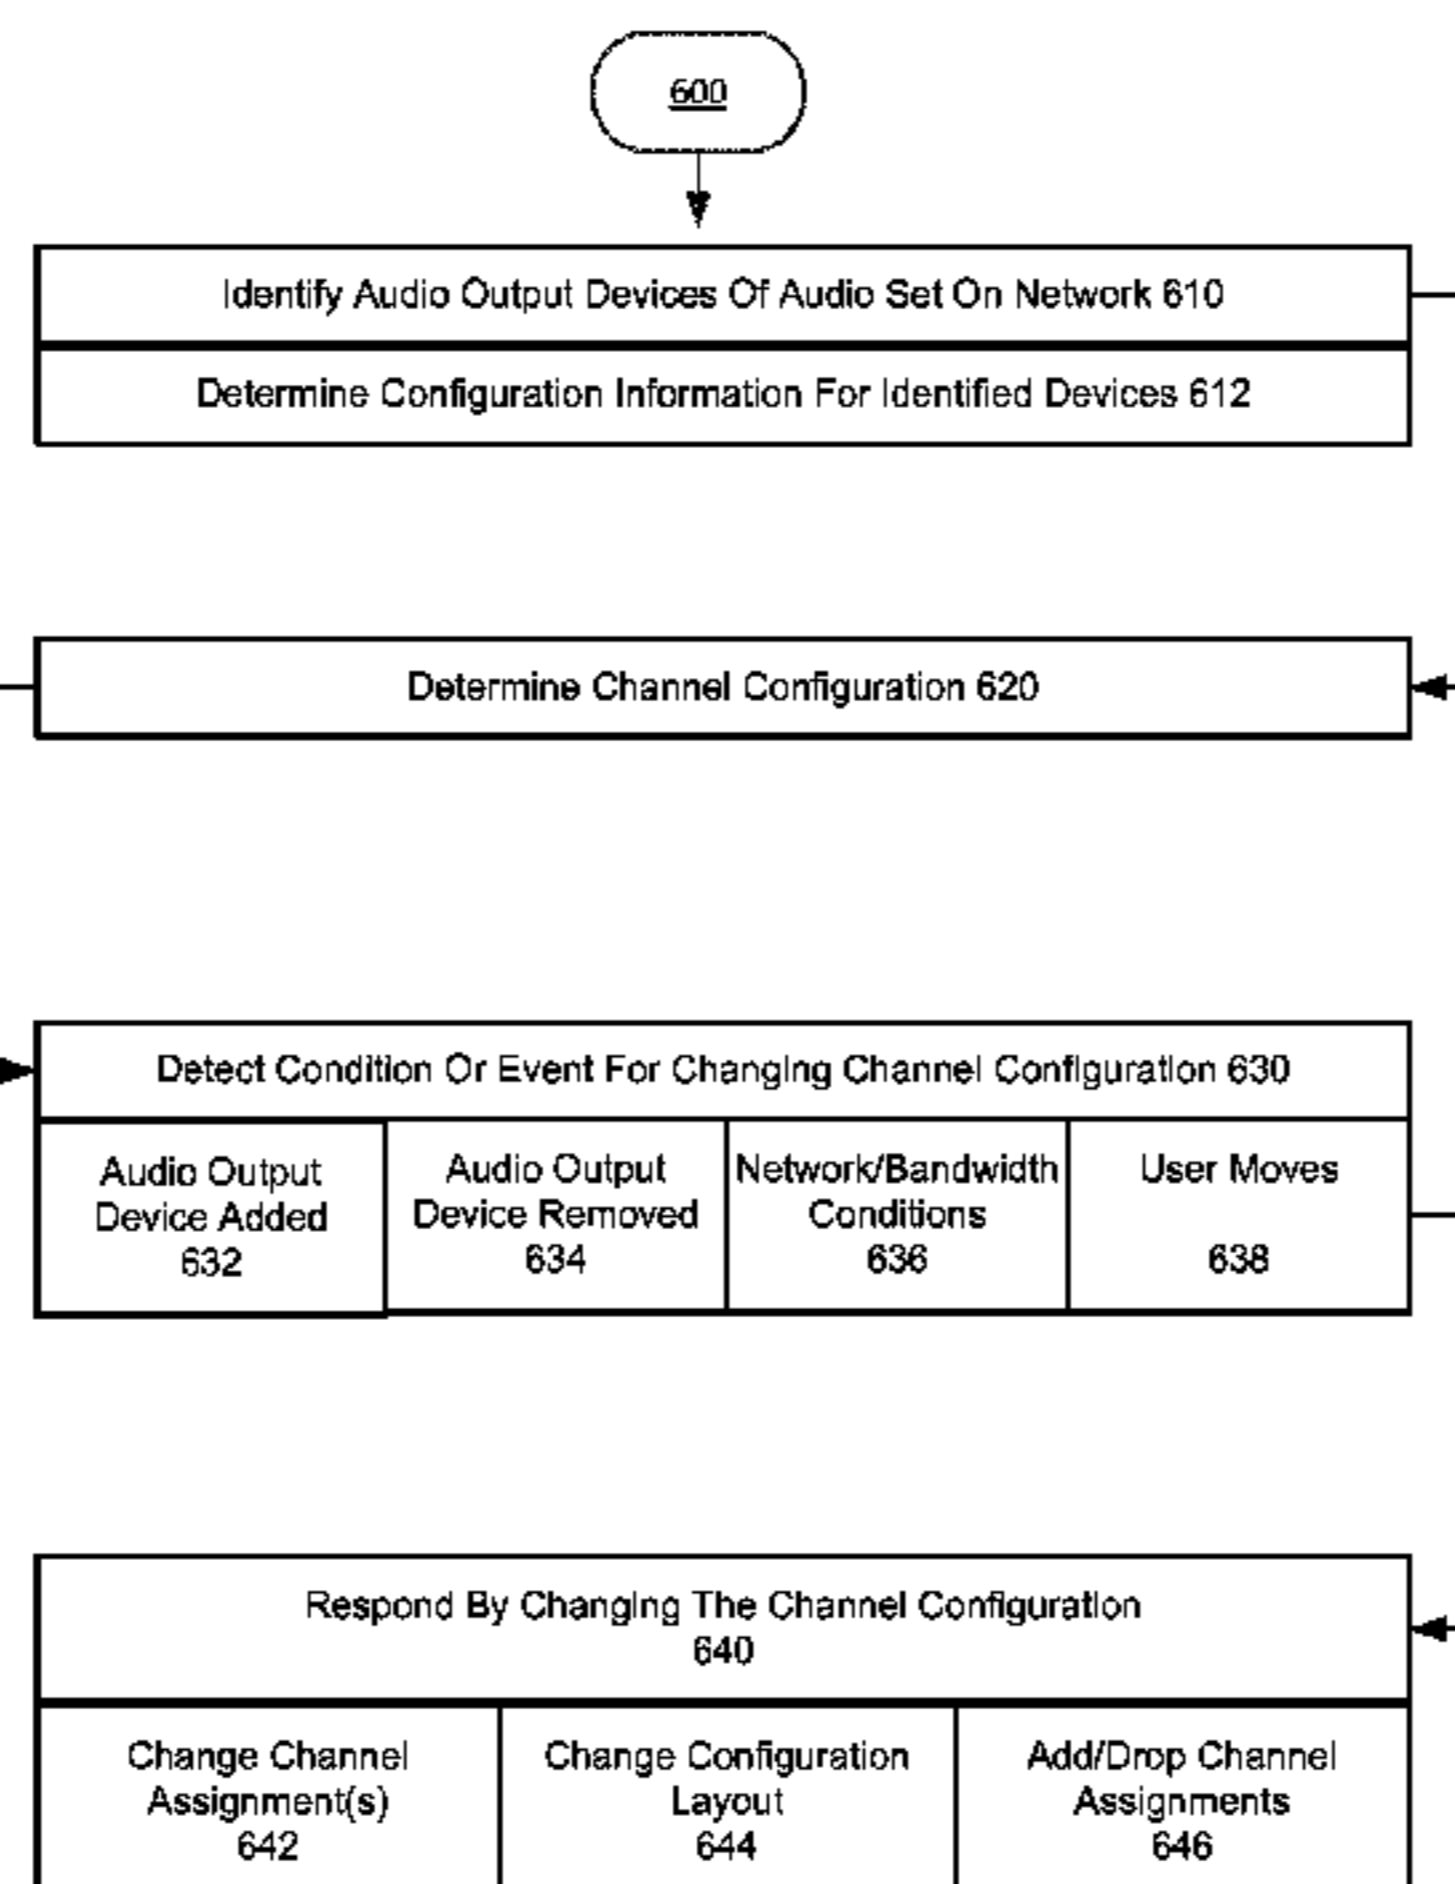 600
Identify Audio Output Devices Of Audio Set On Network 610
Determine Configuration Information For Identified Devices 612
Determine Channel Configuration 620
Detect Condition Or Event For Changing Channel Configuration 630
Audio Output
Device Added
632
Audio Output
Device Removed
634
Network/Bandwidth
Conditions
636
User Moves
638
Respond By Changing The Channel Configuration
640
Change Channel
Assignment(s)
642
Change Configuration
Layout
644
Add/Drop Channel
Assignments
646